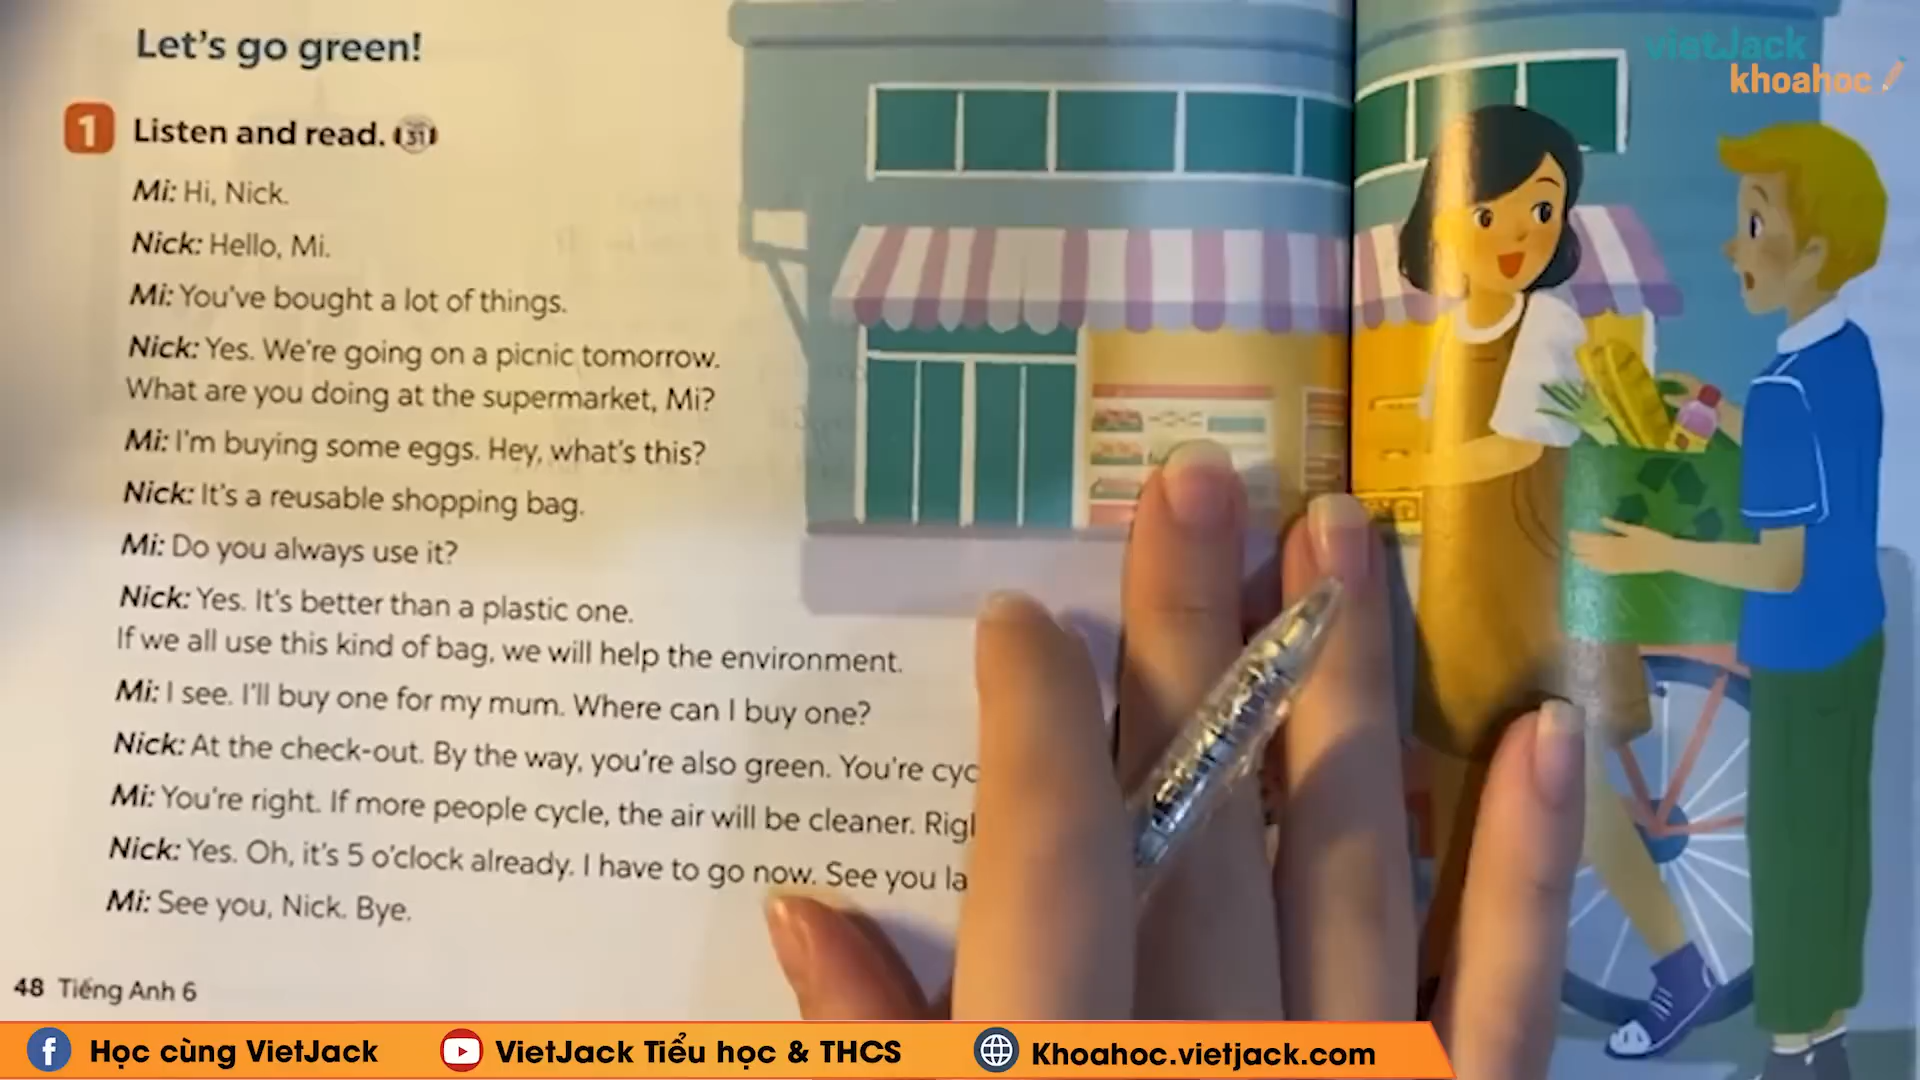 Let's go green!
1 Listen and read. 31
Mi: Hi, Nick.
Nick: Hello, Mi.
Mi: You've bought a lot of things.
Nick: Yes. We're going on a picnic tomorrow.
What are you doing at the supermarket, Mi?
Mi: I'm buying some eggs. Hey, what's this?
Nick: It's a reusable shopping bag.
Mi: Do you always use it?
Nick: Yes. It's better than a plastic one.
If we all use this kind of bag, we will help the environment.
Mi: I see. I'll buy one for my mum. Where can I buy one?
Nick: At the check-out. By the way, you're also green. You're
Mi: You're right. If more people cycle, the air will be cleaner.
Nick: Yes. Oh, it's 5 o'clock already. I have to go now. See you
Mi: See you, Nick. Bye.
48 Tiếng Anh 6
vietJack
khoahoc
Học cùng VietJack
VietJack Tiểu học & THCS
Khoahoc.vietjack.com